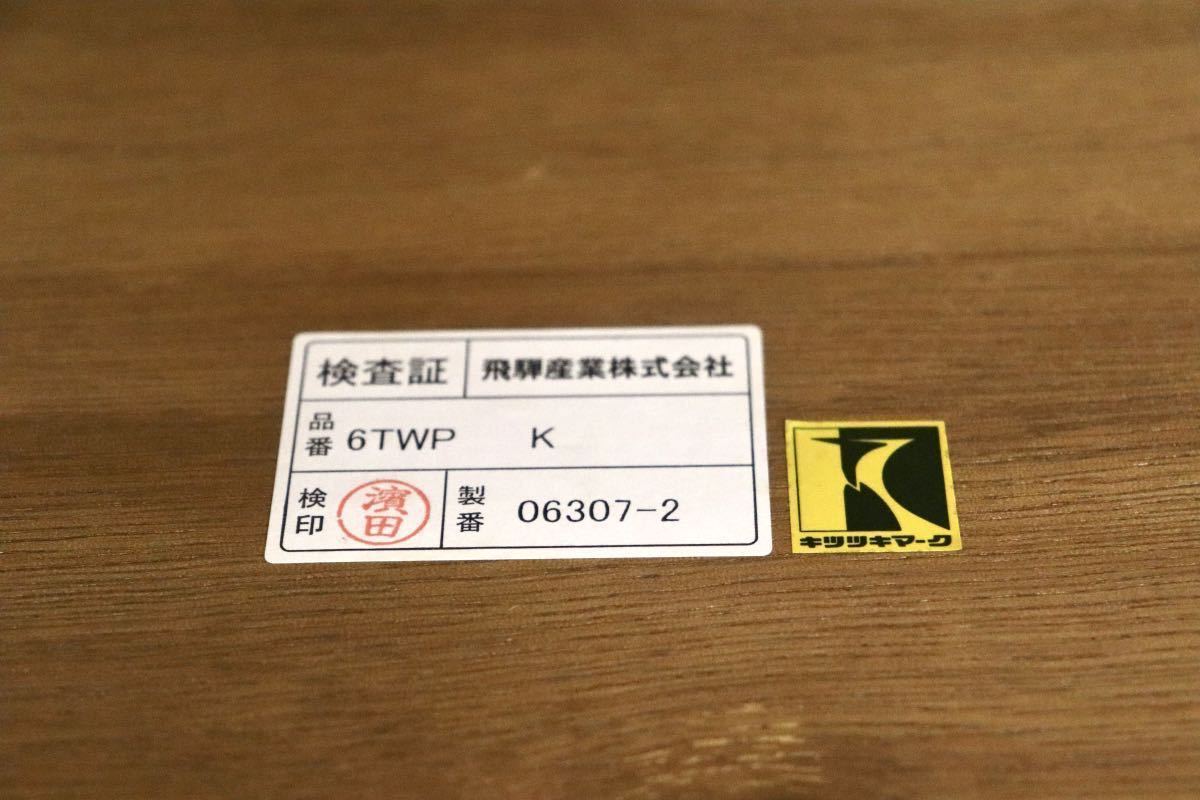 検査証 飛騨産業株式会社
品番 6TWP K
検印 濱田 製番 06307-2
キツツキマーク